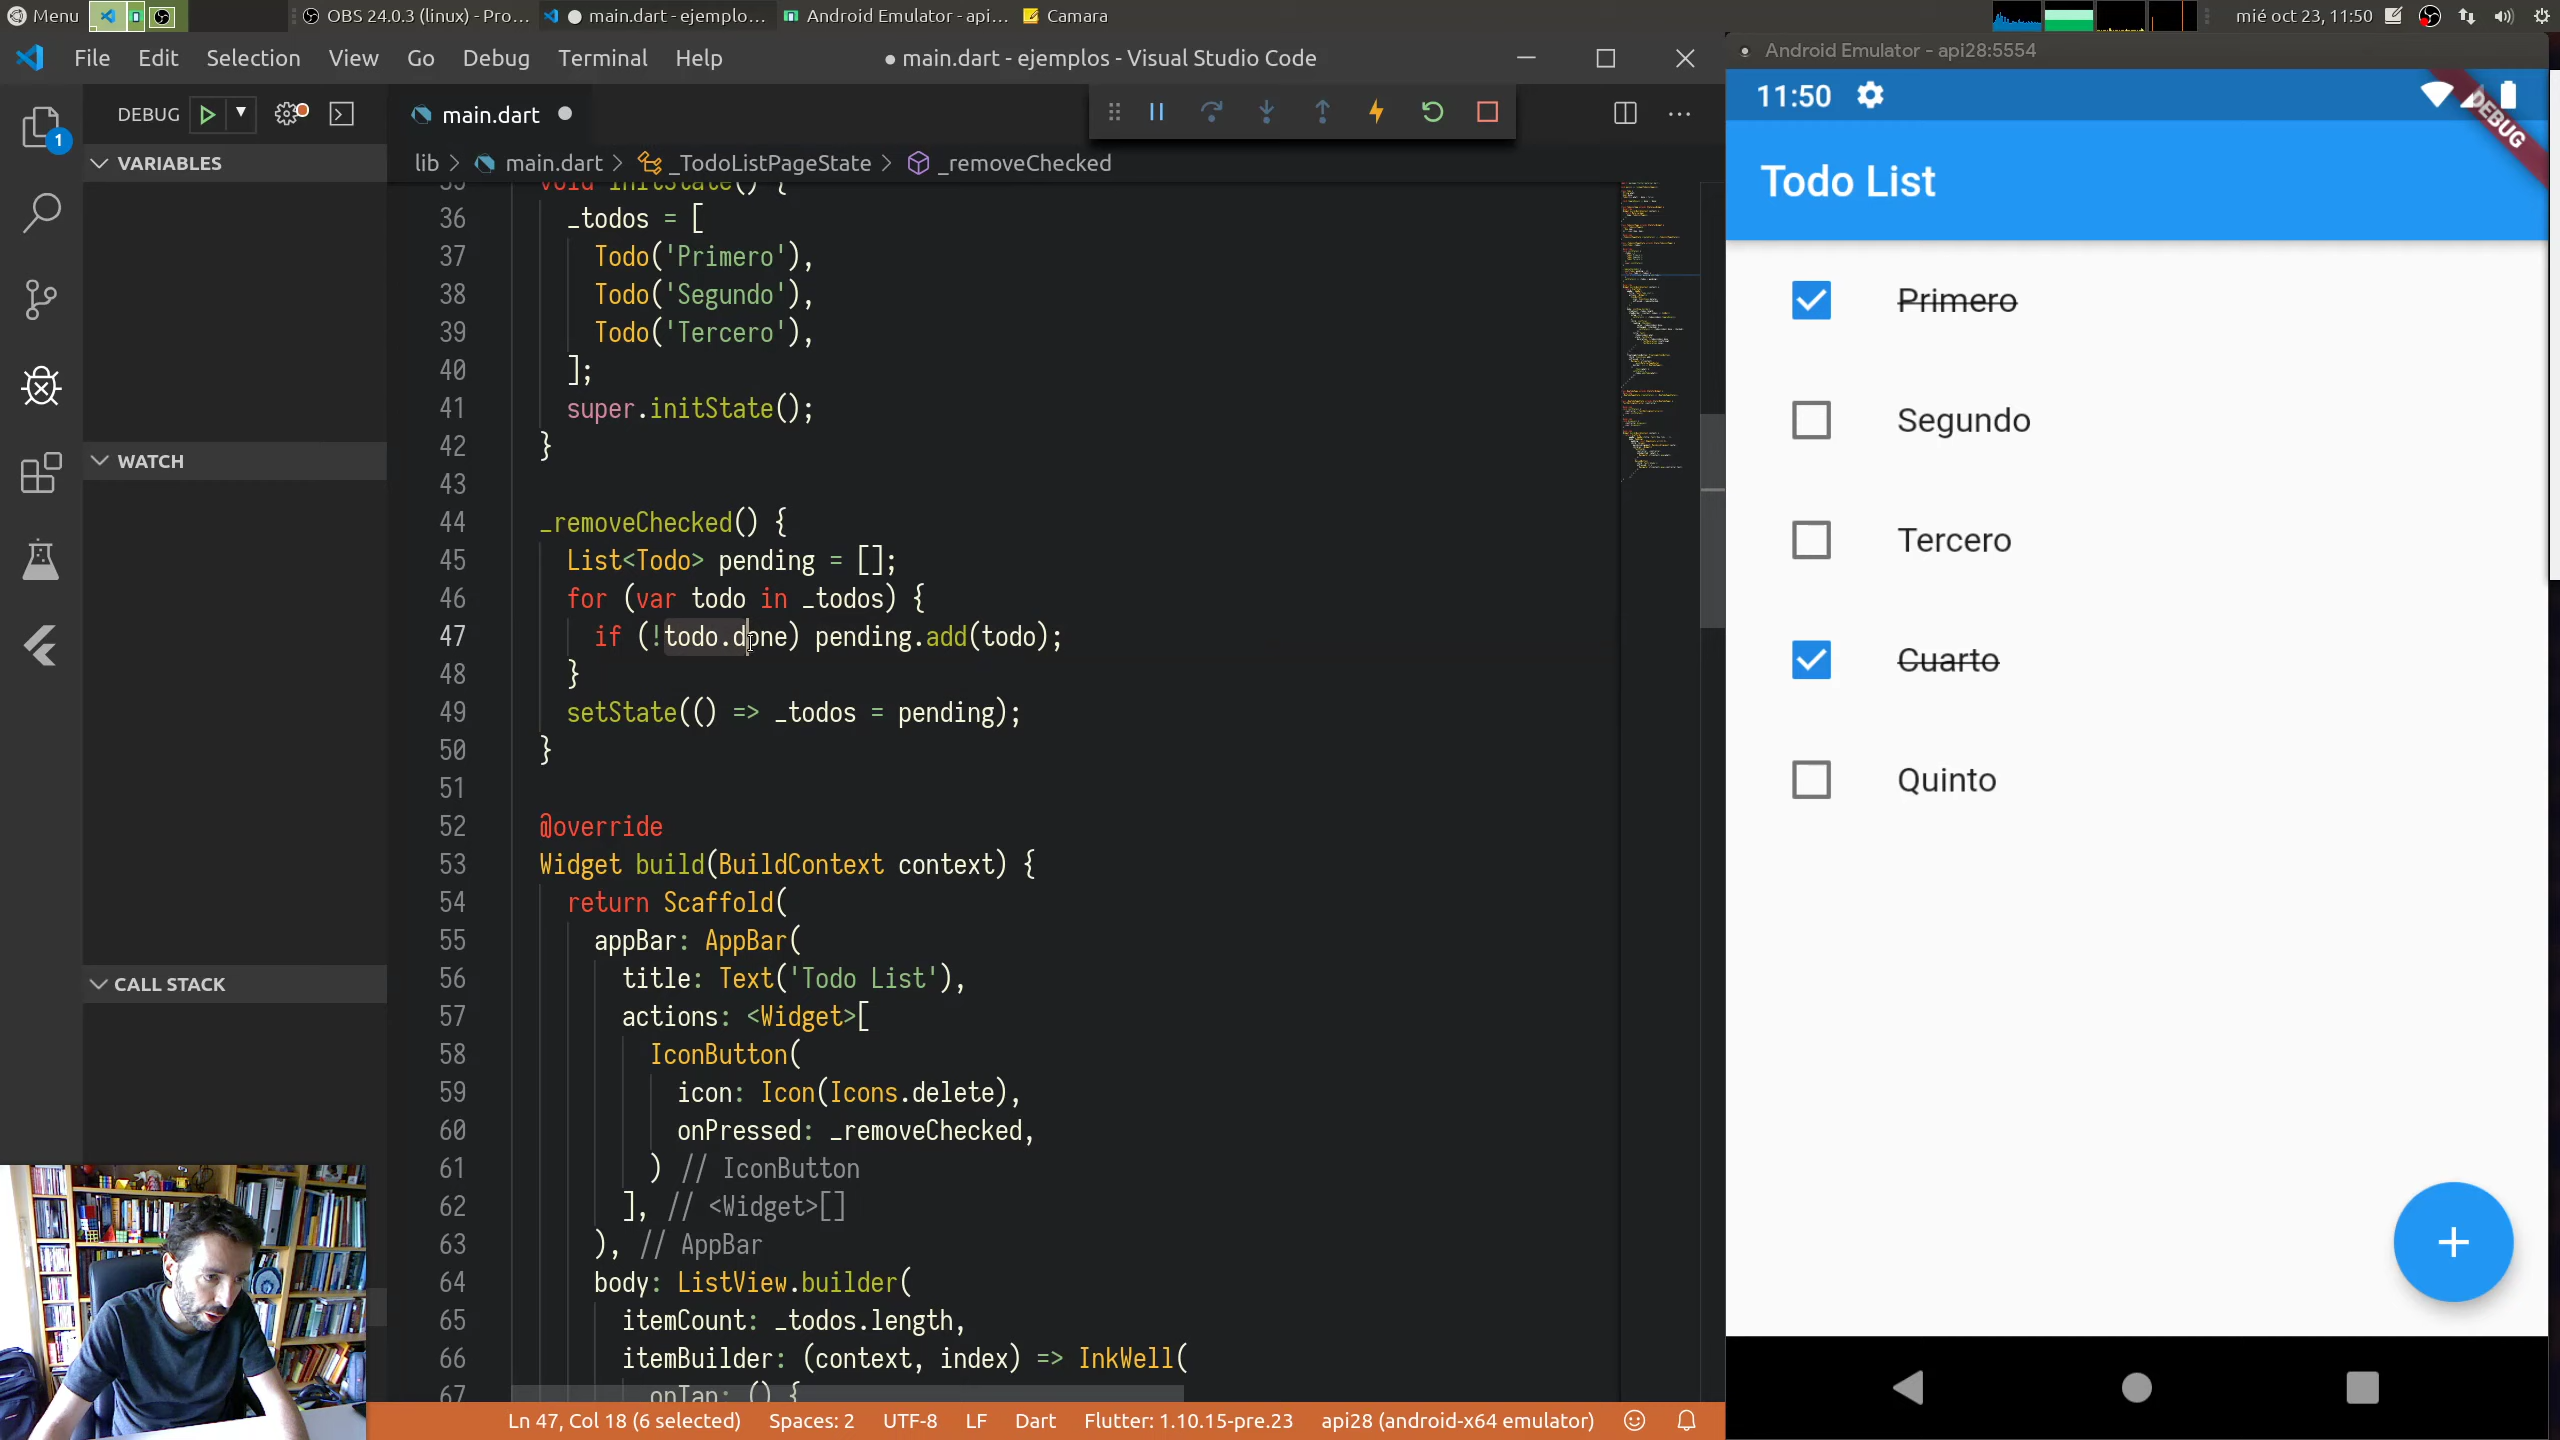 Menu
OBS 24.0.3 (linux) - Pro...
main.dart - ejemplo...
Android Emulator - api...
Camara
mié oct 23, 11:50
File Edit Selection View Go Debug Terminal Help
● main.dart - ejemplos - Visual Studio Code
Android Emulator - api28:5554
DEBUG
main.dart
1
VARIABLES
WATCH
CALL STACK
lib > main.dart > _TodoListPageState > _removeChecked
35 void initState() {
36 _todos = [
37 Todo('Primero'),
38 Todo('Segundo'),
39 Todo('Tercero'),
40 ];
41 super.initState();
42 }
43
44 _removeChecked() {
45 List<Todo> pending = [];
46 for (var todo in _todos) {
47 if (!todo.done) pending.add(todo);
48 }
49 setState(() => _todos = pending);
50 }
51
52 @override
53 Widget build(BuildContext context) {
54 return Scaffold(
55 appBar: AppBar(
56 title: Text('Todo List'),
57 actions: <Widget>[
58 IconButton(
59 icon: Icon(Icons.delete),
60 onPressed: _removeChecked,
61 ) // IconButton
62 ], // <Widget>[]
63 ), // AppBar
64 body: ListView.builder(
65 itemCount: _todos.length,
66 itemBuilder: (context, index) => InkWell(
67 onTap: () {
Ln 47, Col 18 (6 selected) Spaces: 2 UTF-8 LF Dart Flutter: 1.10.15-pre.23 api28 (android-x64 emulator)
11:50
DEBUG
Todo List
Primero
Segundo
Tercero
Cuarto
Quinto
+